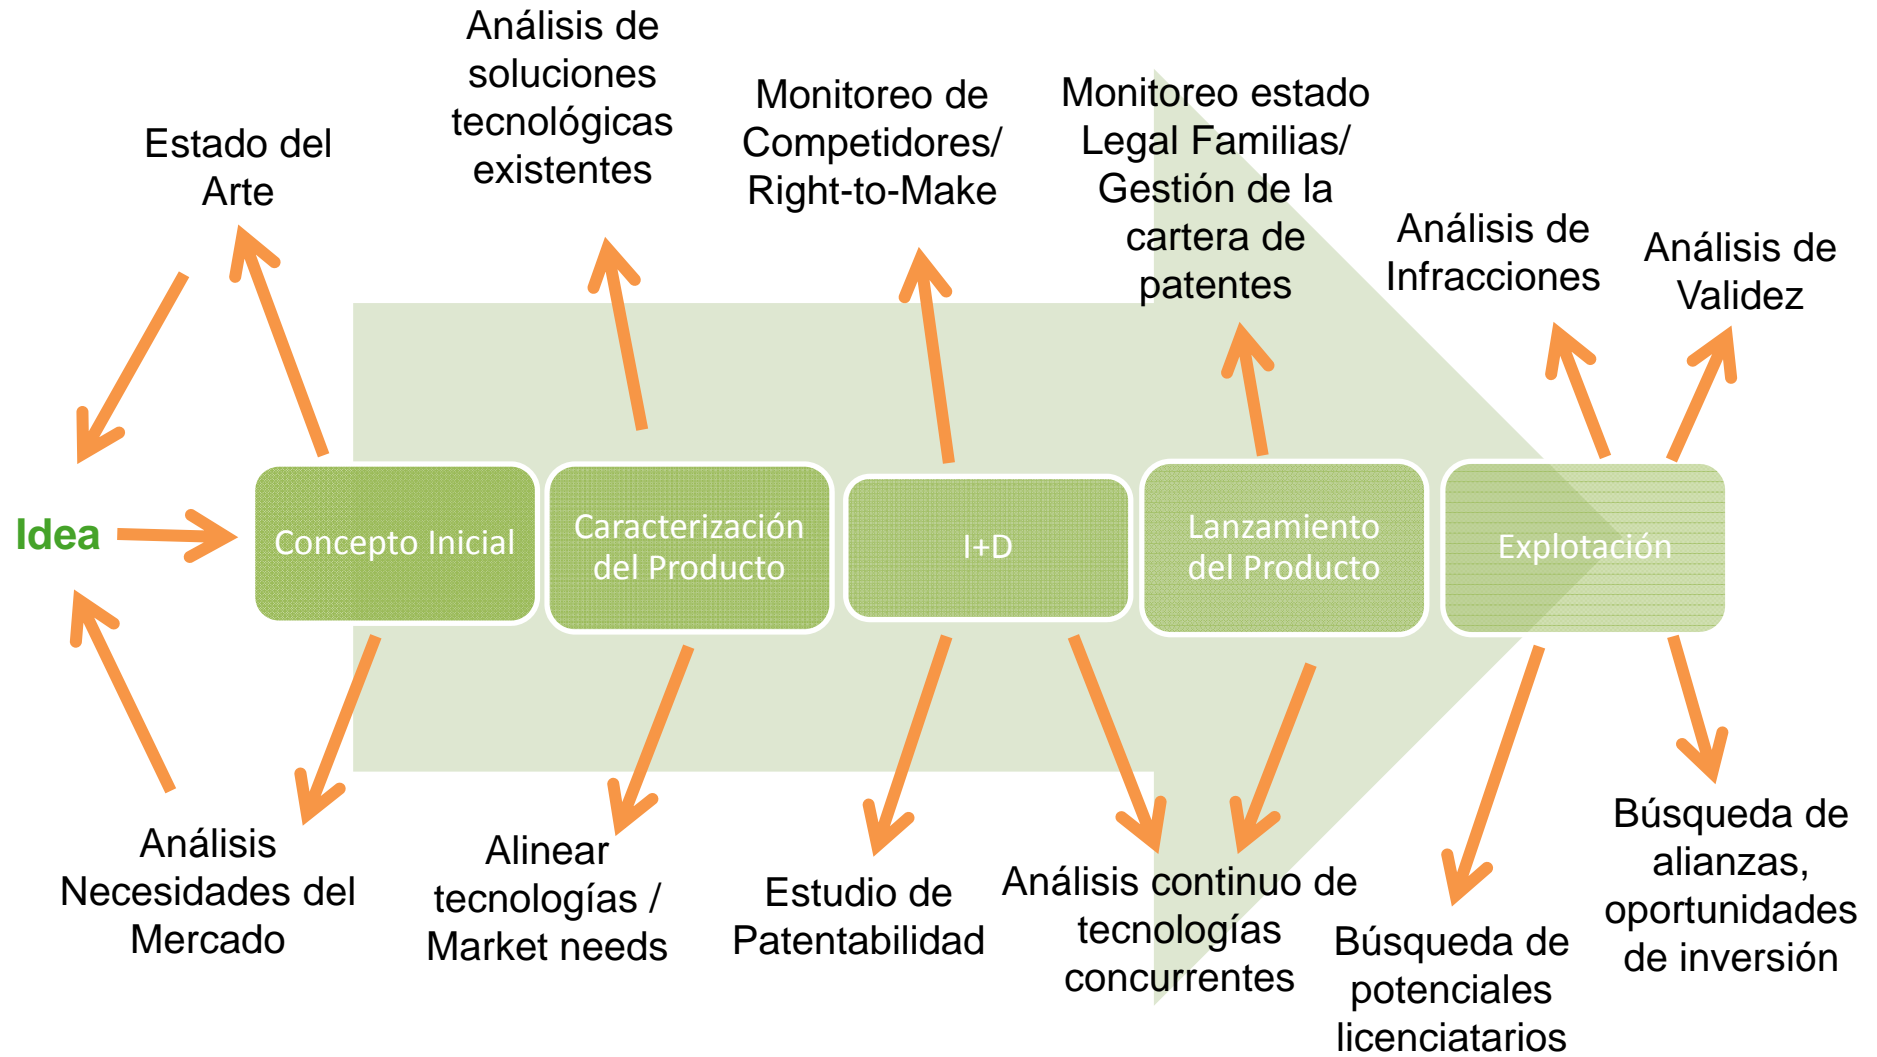 Análisis de
soluciones
tecnológicas
existentes
Monitoreo de
Competidores/
Right-to-Make
Monitoreo estado
Legal Familias/
Gestión de la
cartera de
patentes
Estado del
Arte
Análisis de
Infracciones
Análisis de
Validez
Idea
Concepto Inicial
Caracterización
del Producto
I+D
Lanzamiento
del Producto
Explotación
Análisis
Necesidades del
Mercado
Alinear
tecnologías /
Market needs
Estudio de
Patentabilidad
Análisis continuo de
tecnologías
concurrentes
Búsqueda de
potenciales
licenciatarios
Búsqueda de
alianzas,
oportunidades
de inversión